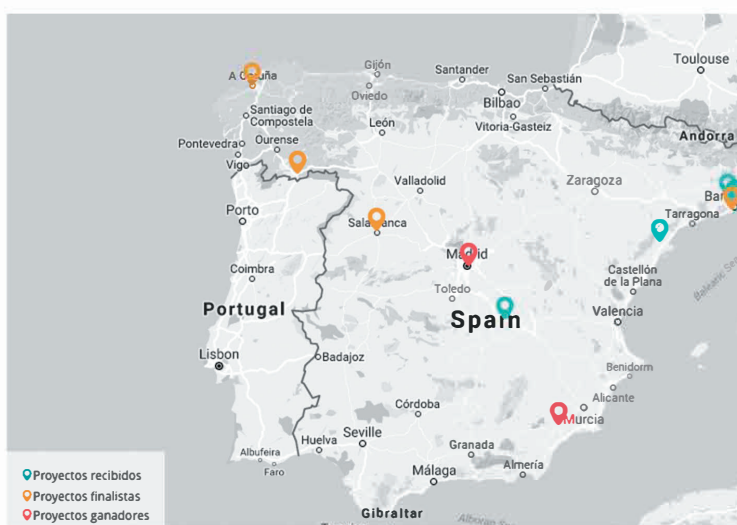 Toulouse
Gijón
A Coruña
Santander
San Sebastián
Oviedo
Bilbao
Santiago de
Compostela
León
Vitoria-Gasteiz
Andorra
Pontevedra
Ourense
Vigo
Valladolid
Zaragoza
Porto
Tarragona
Salamanca
Madrid
Coimbra
Castellón
de la Plana
Toledo
Portugal
Spain
Valencia
Lisbon
Badajoz
Benidorm
Alicante
Córdoba
Murcia
Huelva
Seville
Granada
Albufeira
Faro
Málaga
Almería
Gibraltar
Proyectos recibidos
Proyectos finalistas
Proyectos ganadores